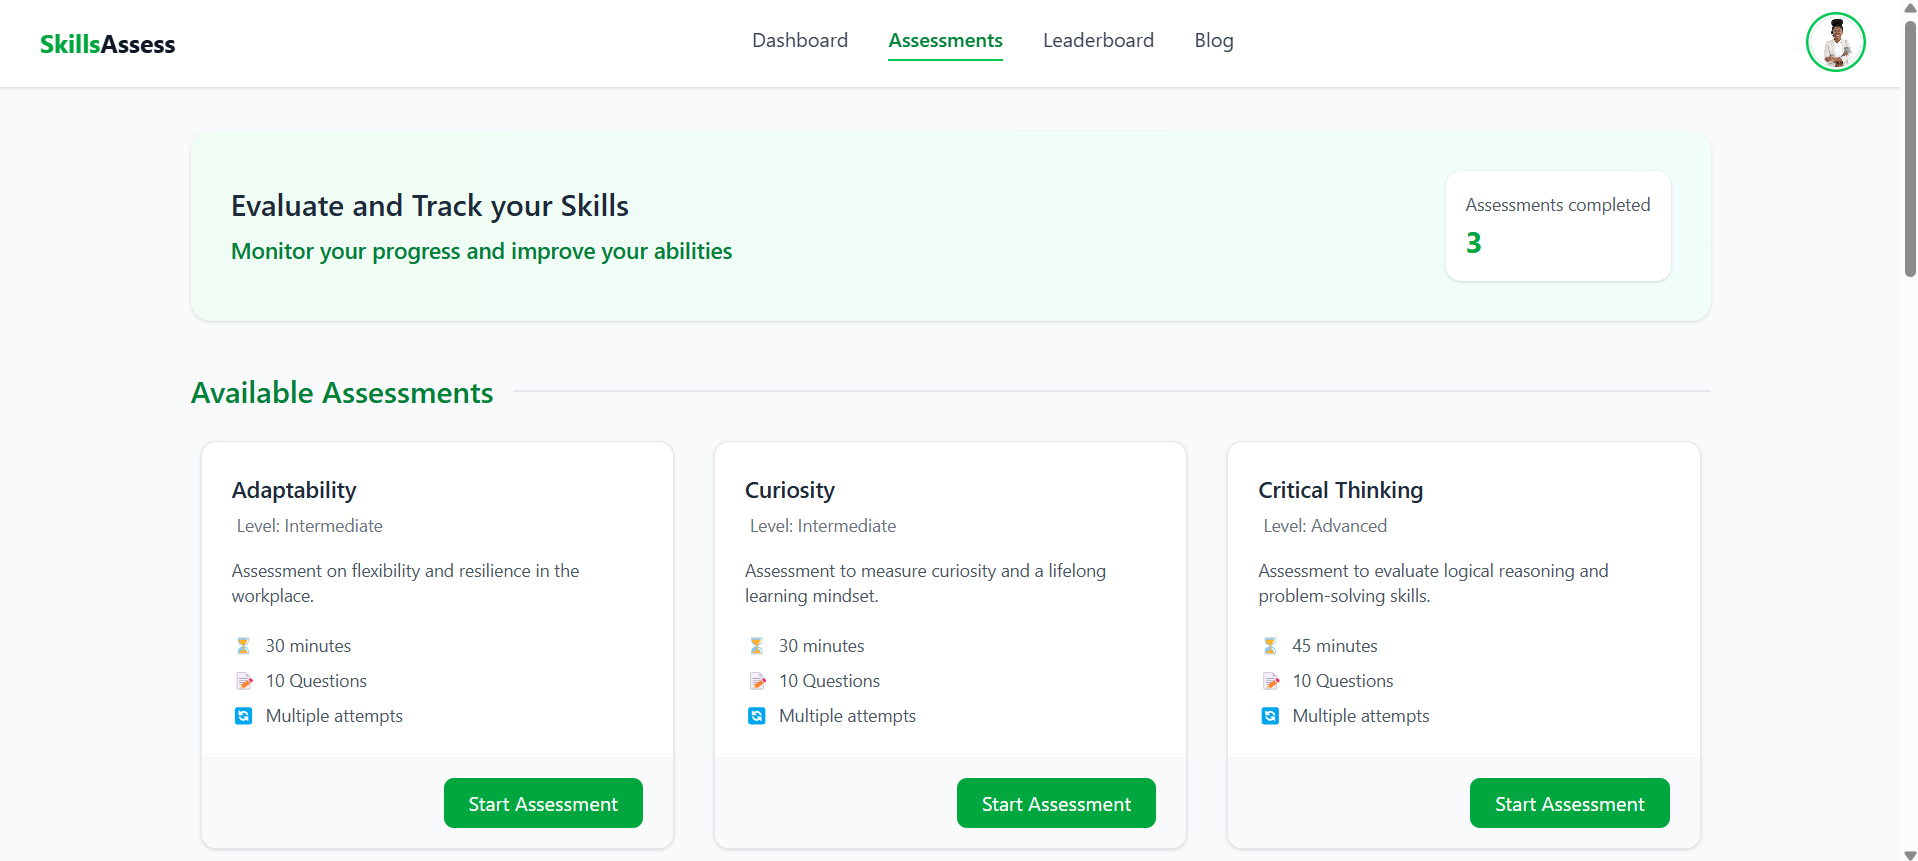 SkillsAssess
Dashboard
Assessments
Leaderboard
Blog
Evaluate and Track your Skills
Monitor your progress and improve your abilities
Assessments completed
3
Available Assessments
Adaptability
Level: Intermediate
Assessment on flexibility and resilience in the
workplace.
30 minutes
10 Questions
Multiple attempts
Start Assessment
Curiosity
Level: Intermediate
Assessment to measure curiosity and a lifelong
learning mindset.
30 minutes
10 Questions
Multiple attempts
Start Assessment
Critical Thinking
Level: Advanced
Assessment to evaluate logical reasoning and
problem-solving skills.
45 minutes
10 Questions
Multiple attempts
Start Assessment